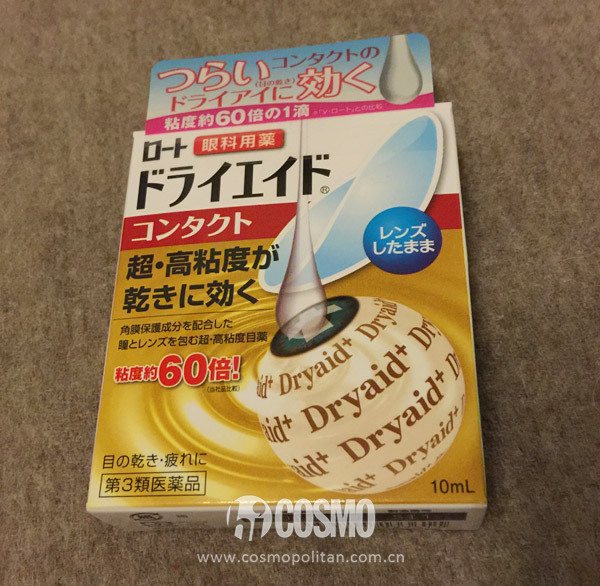 つらい コンタクトの
(目の乾き)
ドライアイに 効く
粘度約60倍の1滴
ロート 眼科用薬
ドライエイド®
コンタクト
レンズ
したまま
超・高粘度が
乾きに効く
角膜保護成分を配合した
瞳とレンズを包む超・高粘度目薬
粘度約60倍!
(当社品比較)
Dryaid+
Dryaid+
Dryaid+
目の乾き・疲れに
第3類医薬品
10mL
COSMO
www.cosmopolitan.com.cn